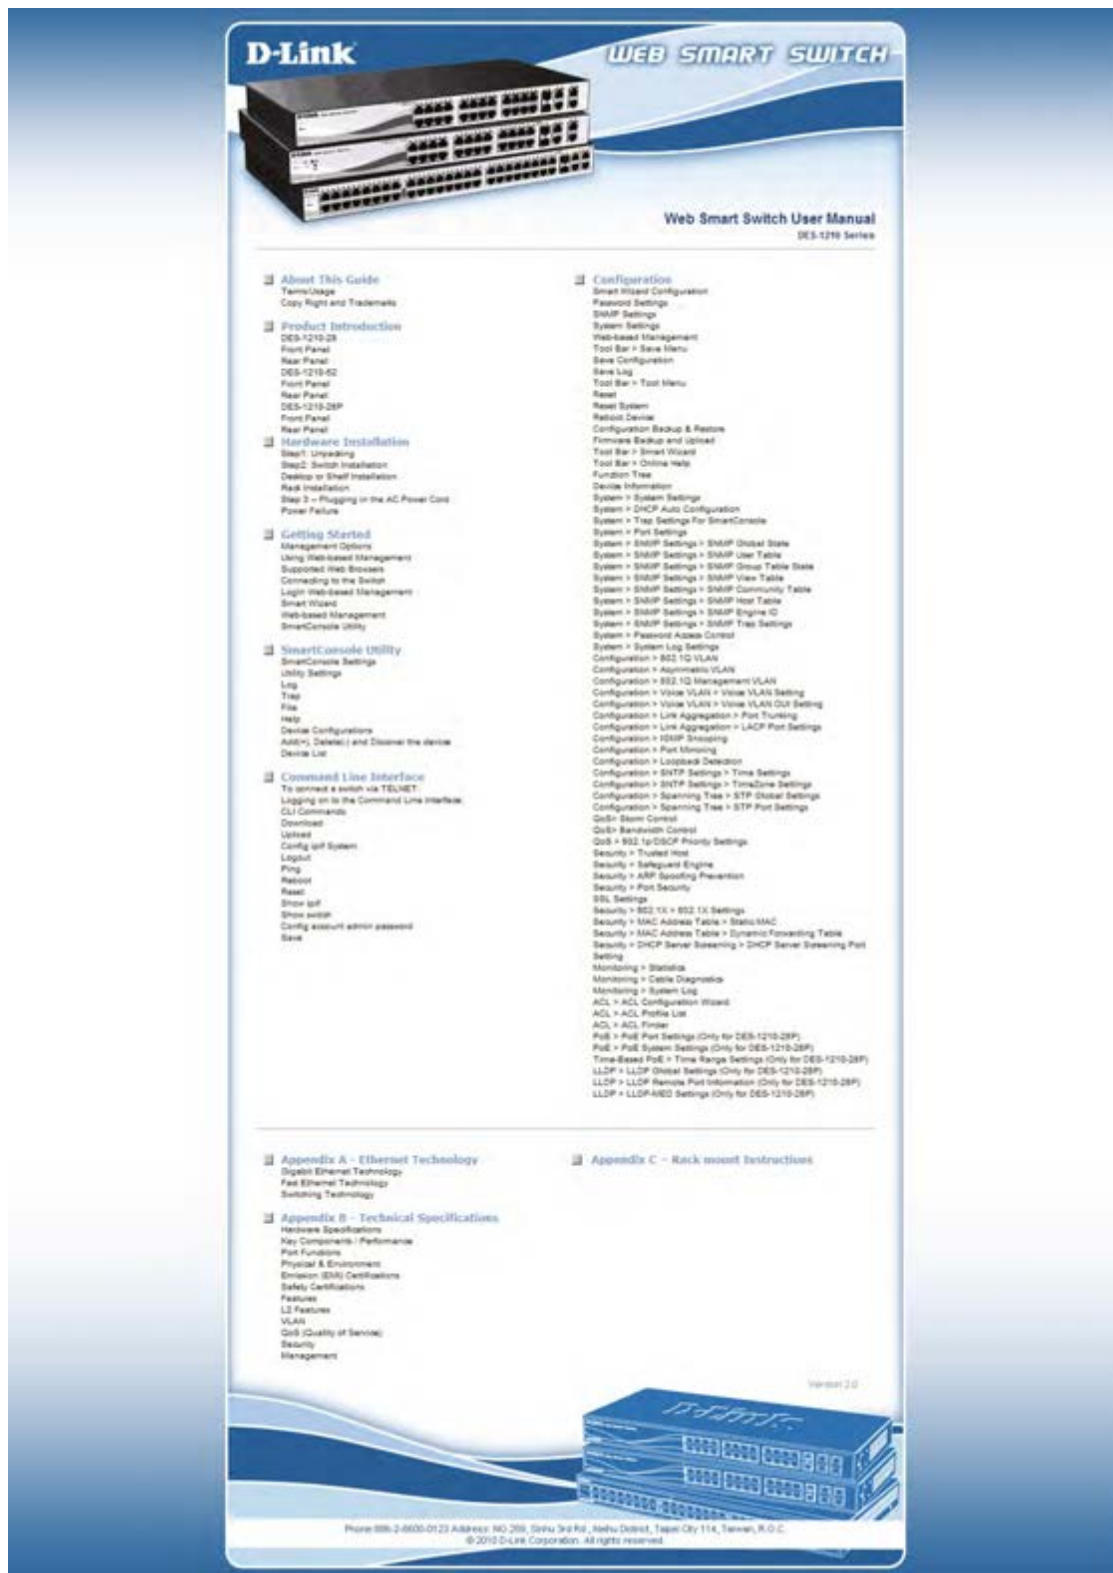 D-Link
WEB SMART SWITCH
Web Smart Switch User Manual
DES-1210 Series
About This Guide
Terms/Usage
Copy Right and Trademarks
Product Introduction
DES-1210-28
Front Panel
Rear Panel
DES-1210-52
Front Panel
Rear Panel
DES-1210-28P
Front Panel
Rear Panel
Hardware Installation
Step1: Unpacking
Step2: Switch Installation
Desktop or Shelf Installation
Rack Installation
Step 3 – Plugging in the AC Power Cord
Power Failure
Getting Started
Management Options
Using Web-based Management
Supported Web Browsers
Connecting to the Switch
Login Web-based Management
Smart Wizard
Web-based Management
SmartConsole Utility
SmartConsole Utility
SmartConsole Settings
Utility Settings
Log
Trap
File
Help
Device Configurations
Add(+), Delete(-) and Discover the device
Device List
Command Line Interface
To connect a switch via TELNET:
Logging on to the Command Line Interface:
CLI Commands
Download
Upload
Config ipif System
Logout
Ping
Reboot
Reset
Show ipif
Show switch
Config account admin password
Save
Configuration
Smart Wizard Configuration
Password Settings
SNMP Settings
System Settings
Web-based Management
Tool Bar > Save Menu
Save Configuration
Save Log
Tool Bar > Tool Menu
Reset
Reset System
Reboot Device
Configuration Backup & Restore
Firmware Backup and Upload
Tool Bar > Smart Wizard
Tool Bar > Online Help
Function Tree
Device Information
System > System Settings
System > DHCP Auto Configuration
System > Trap Settings For SmartConsole
System > Port Settings
System > SNMP Settings > SNMP Global State
System > SNMP Settings > SNMP User Table
System > SNMP Settings > SNMP Group Table State
System > SNMP Settings > SNMP View Table
System > SNMP Settings > SNMP Community Table
System > SNMP Settings > SNMP Host Table
System > SNMP Settings > SNMP Engine ID
System > SNMP Settings > SNMP Trap Settings
System > Password Access Control
System > System Log Settings
Configuration > 802.1Q VLAN
Configuration > Asymmetric VLAN
Configuration > 802.1Q Management VLAN
Configuration > Voice VLAN > Voice VLAN Setting
Configuration > Voice VLAN > Voice VLAN OUI Setting
Configuration > Link Aggregation > Port Trunking
Configuration > Link Aggregation > LACP Port Settings
Configuration > IGMP Snooping
Configuration > Port Mirroring
Configuration > Loopback Detection
Configuration > SNTP Settings > Time Settings
Configuration > SNTP Settings > TimeZone Settings
Configuration > Spanning Tree > STP Global Settings
Configuration > Spanning Tree > STP Port Settings
QoS> Storm Control
QoS> Bandwidth Control
QoS > 802.1p/DSCP Priority Settings
Security > Trusted Host
Security > Safeguard Engine
Security > ARP Spoofing Prevention
Security > Port Security
SSL Settings
Security > 802.1X > 802.1X Settings
Security > MAC Address Table > Static MAC
Security > MAC Address Table > Dynamic Forwarding Table
Security > DHCP Server Screening > DHCP Server Screening Port
Setting
Monitoring > Statistics
Monitoring > Cable Diagnostics
Monitoring > System Log
ACL > ACL Configuration Wizard
ACL > ACL Profile List
ACL > ACL Finder
PoE > PoE Port Settings (Only for DES-1210-28P)
PoE > PoE System Settings (Only for DES-1210-28P)
Time-Based PoE > Time Range Settings (Only for DES-1210-28P)
LLDP > LLDP Global Settings (Only for DES-1210-28P)
LLDP > LLDP Remote Port Information (Only for DES-1210-28P)
LLDP > LLDP-MED Settings (Only for DES-1210-28P)
Appendix A - Ethernet Technology
Gigabit Ethernet Technology
Fast Ethernet Technology
Switching Technology
Appendix B - Technical Specifications
Hardware Specifications
Key Components / Performance
Port Functions
Physical & Environment
Emission (EMI) Certifications
Safety Certifications
Features
L2 Features
VLAN
QoS (Quality of Service)
Security
Management
Appendix C – Rack mount Instructions
Version 2.0
D-Link
Phone:886-2-6600-0123 Address: NO.289, Sinhu 3rd Rd., Neihu District, Taipei City 114, Taiwan, R.O.C.
© 2010 D-Link Corporation. All rights reserved.